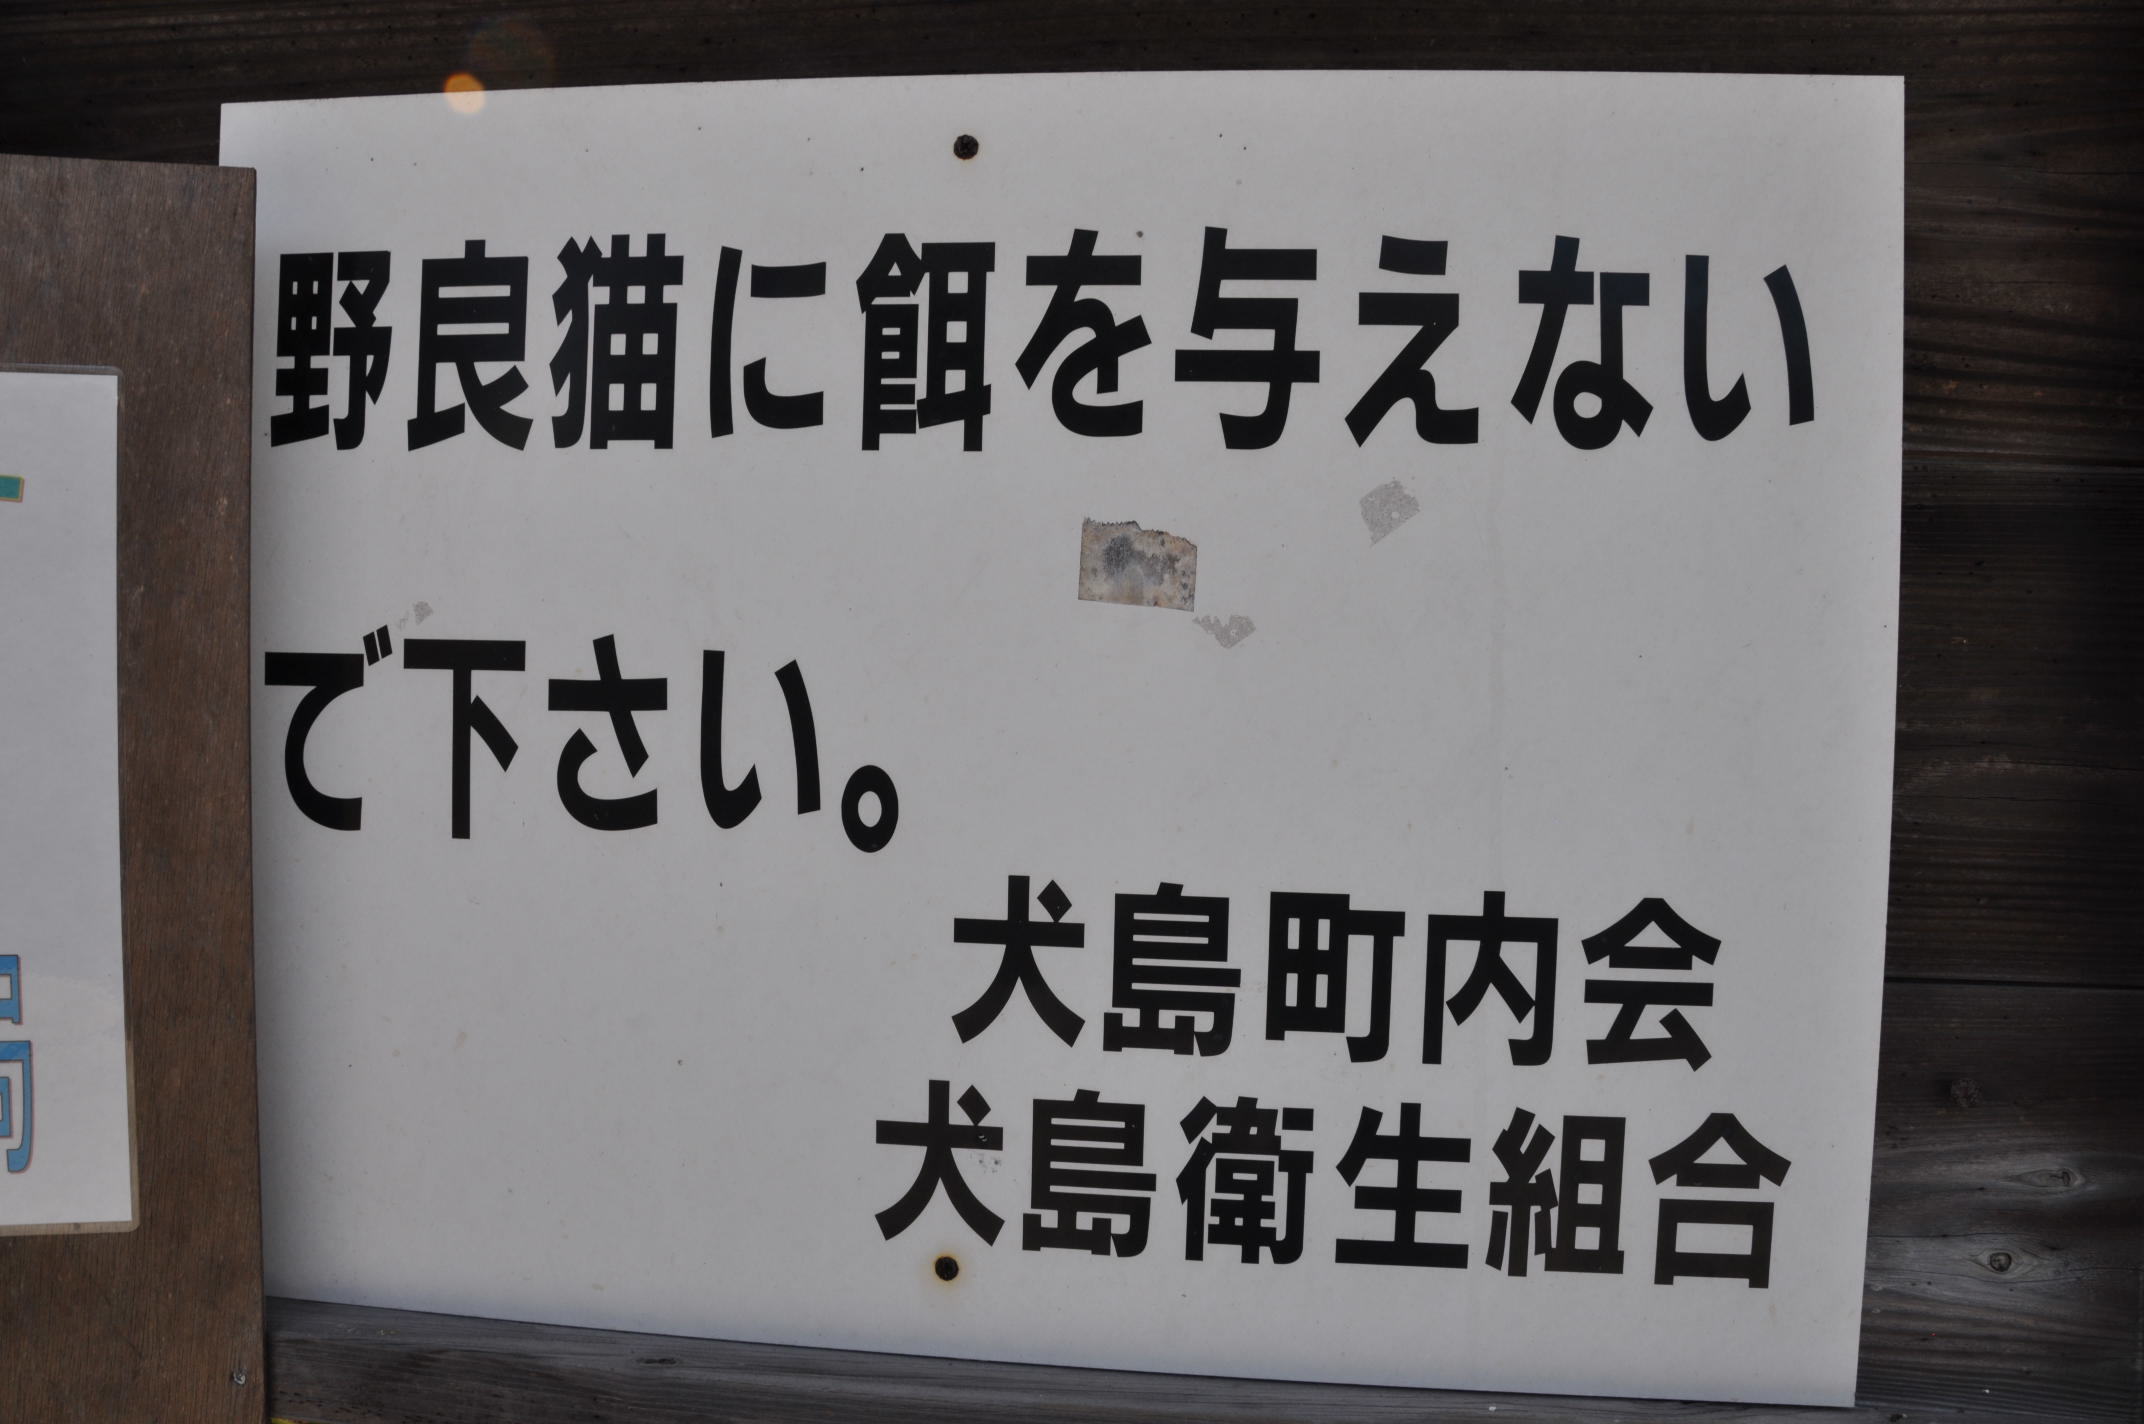 野良猫に餌を与えない
で下さい。
犬島町内会
犬島衛生組合